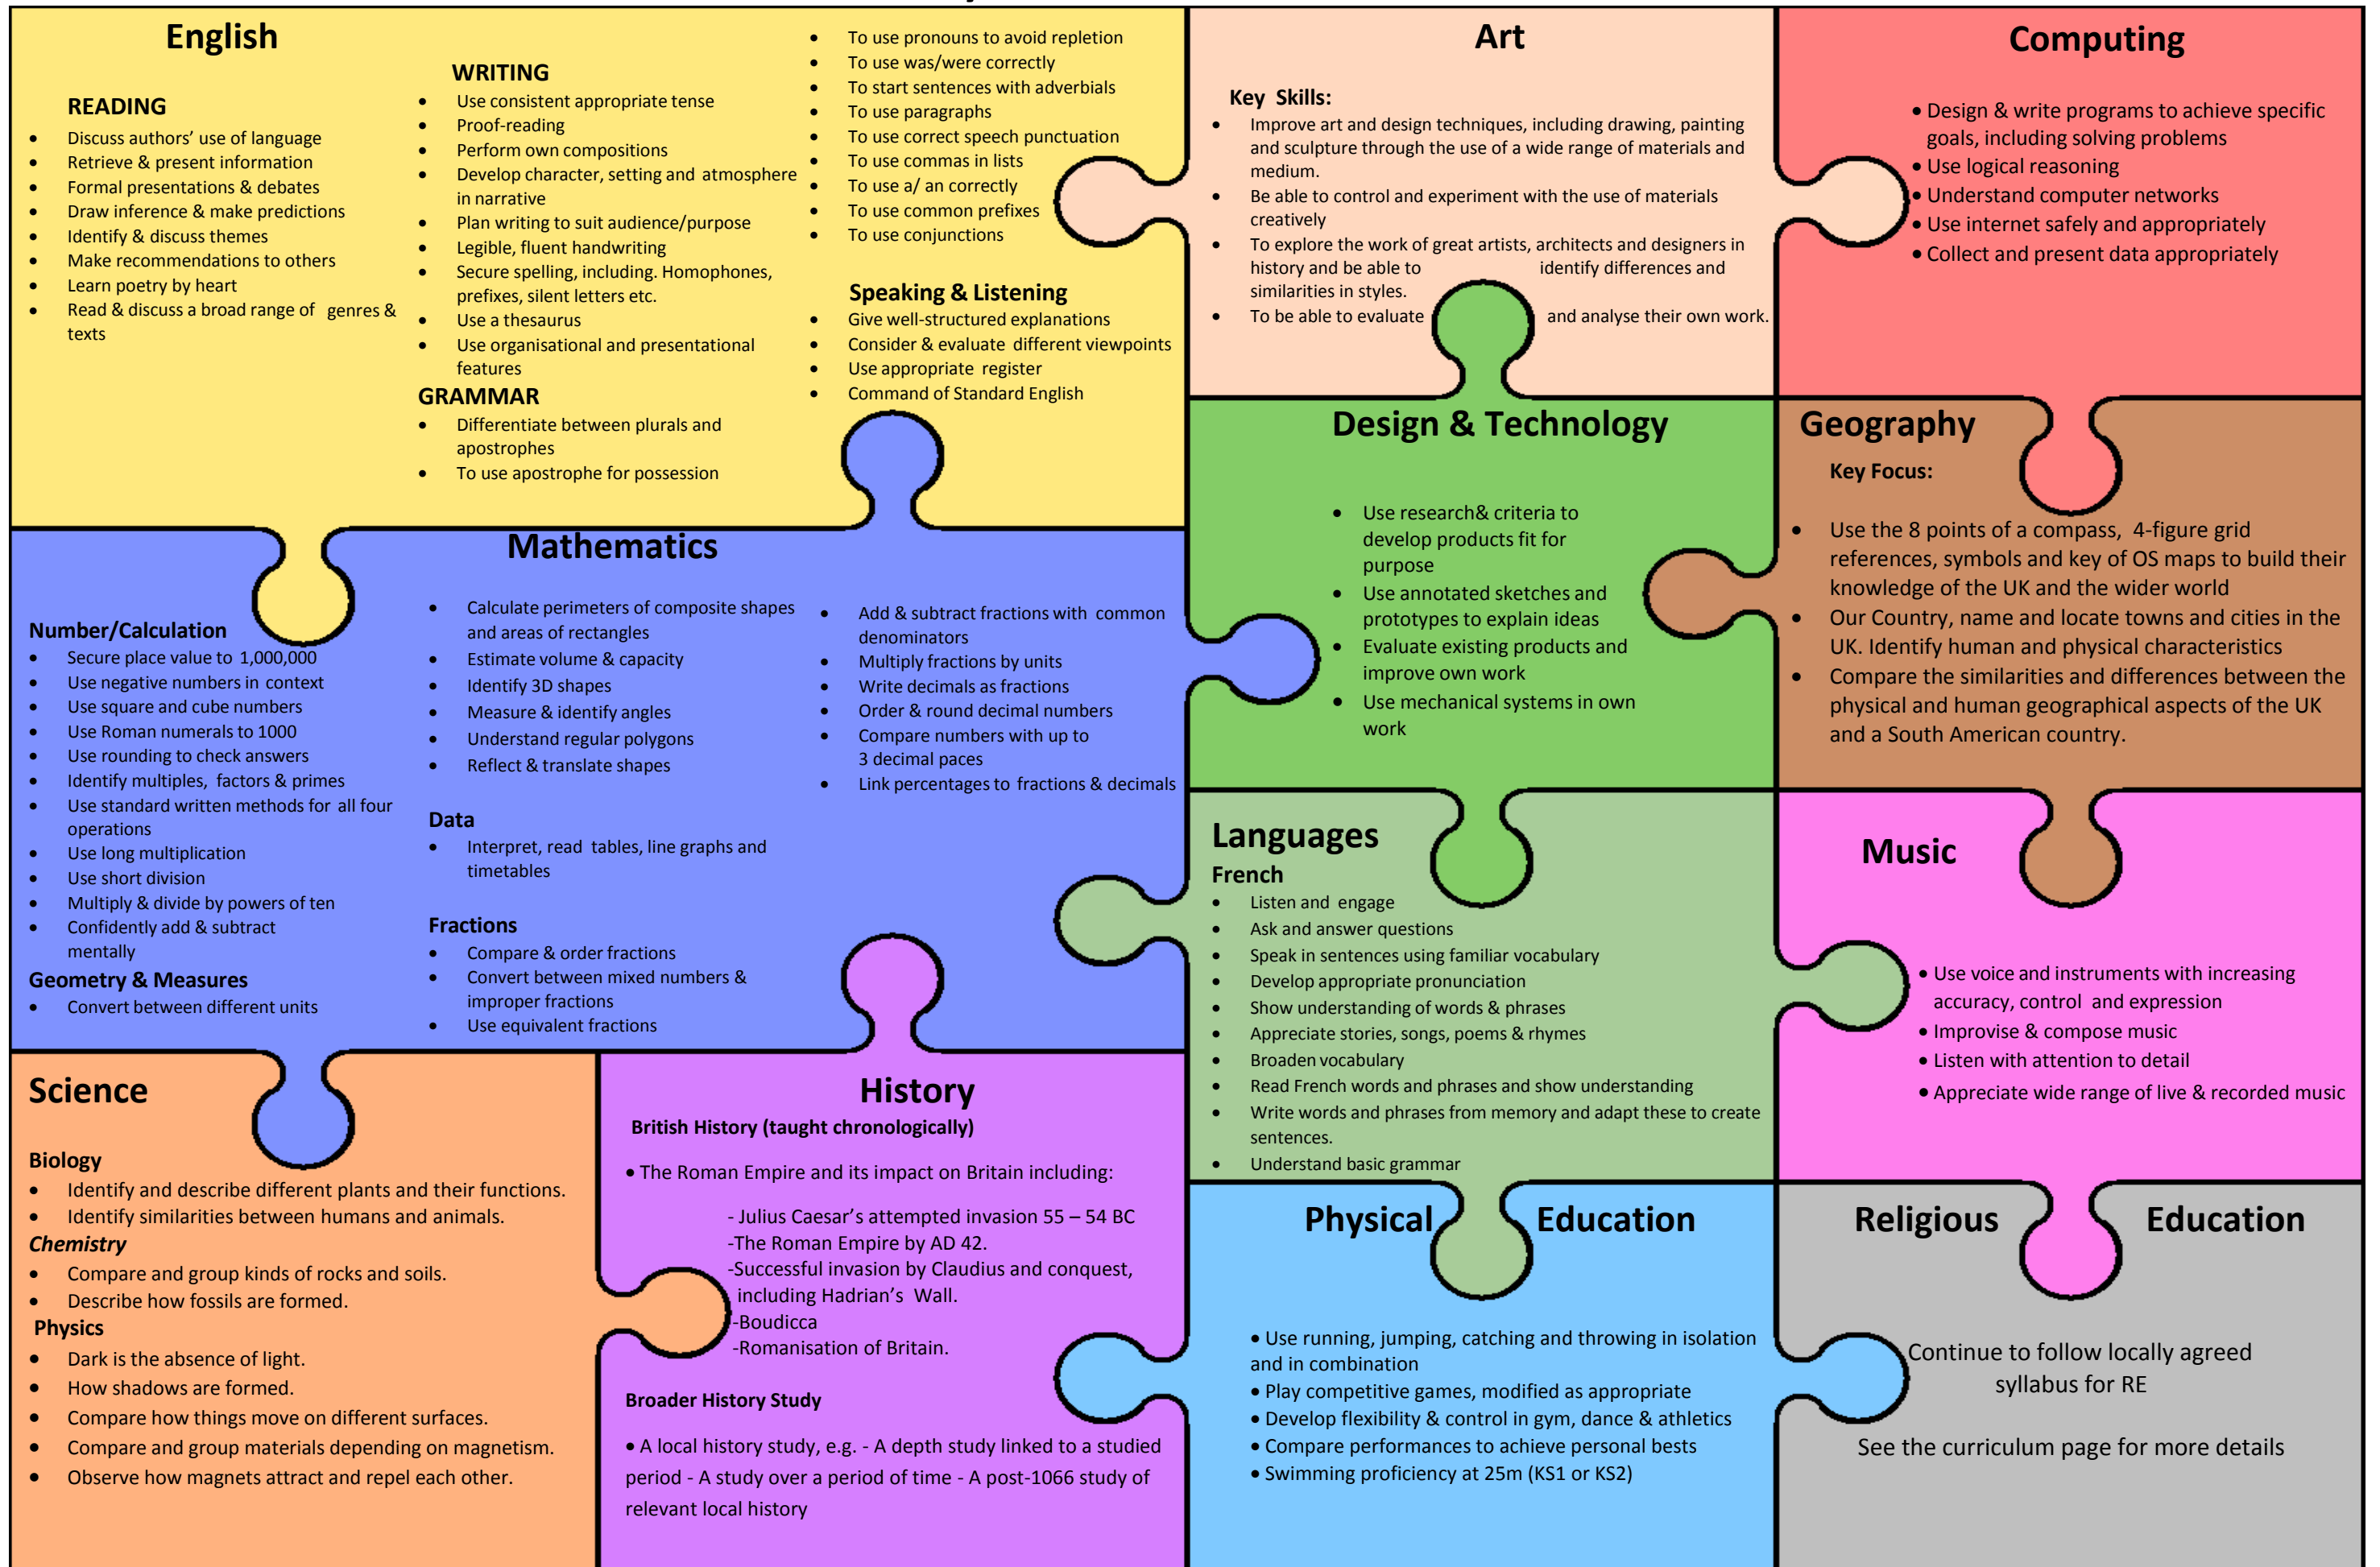 English
READING
• Discuss authors’ use of language
• Retrieve & present information
• Formal presentations & debates
• Draw inference & make predictions
• Identify & discuss themes
• Make recommendations to others
• Learn poetry by heart
• Read & discuss a broad range of genres &
texts
WRITING
• Use consistent appropriate tense
• Proof-reading
• Perform own compositions
• Develop character, setting and atmosphere
in narrative
• Plan writing to suit audience/purpose
• Legible, fluent handwriting
• Secure spelling, including. Homophones,
prefixes, silent letters etc.
• Use a thesaurus
• Use organisational and presentational
features
GRAMMAR
• Differentiate between plurals and
apostrophes
• To use apostrophe for possession
• To use pronouns to avoid repletion
• To use was/were correctly
• To start sentences with adverbials
• To use paragraphs
• To use correct speech punctuation
• To use commas in lists
• To use a/ an correctly
• To use common prefixes
• To use conjunctions
Speaking & Listening
• Give well-structured explanations
• Consider & evaluate different viewpoints
• Use appropriate register
• Command of Standard English
Art
Key Skills:
• Improve art and design techniques, including drawing, painting
and sculpture through the use of a wide range of materials and
medium.
• Be able to control and experiment with the use of materials
creatively
• To explore the work of great artists, architects and designers in
history and be able to identify differences and
similarities in styles.
• To be able to evaluate and analyse their own work.
Computing
• Design & write programs to achieve specific
goals, including solving problems
• Use logical reasoning
• Understand computer networks
• Use internet safely and appropriately
• Collect and present data appropriately
Mathematics
Number/Calculation
• Secure place value to 1,000,000
• Use negative numbers in context
• Use square and cube numbers
• Use Roman numerals to 1000
• Use rounding to check answers
• Identify multiples, factors & primes
• Use standard written methods for all four
operations
• Use long multiplication
• Use short division
• Multiply & divide by powers of ten
• Confidently add & subtract
mentally
Geometry & Measures
• Convert between different units
• Calculate perimeters of composite shapes
and areas of rectangles
• Estimate volume & capacity
• Identify 3D shapes
• Measure & identify angles
• Understand regular polygons
• Reflect & translate shapes
Data
• Interpret, read tables, line graphs and
timetables
Fractions
• Compare & order fractions
• Convert between mixed numbers &
improper fractions
• Use equivalent fractions
• Add & subtract fractions with common
denominators
• Multiply fractions by units
• Write decimals as fractions
• Order & round decimal numbers
• Compare numbers with up to
3 decimal paces
• Link percentages to fractions & decimals
Design & Technology
• Use research& criteria to
develop products fit for
purpose
• Use annotated sketches and
prototypes to explain ideas
• Evaluate existing products and
improve own work
• Use mechanical systems in own
work
Geography
Key Focus:
• Use the 8 points of a compass, 4-figure grid
references, symbols and key of OS maps to build their
knowledge of the UK and the wider world
• Our Country, name and locate towns and cities in the
UK. Identify human and physical characteristics
• Compare the similarities and differences between the
physical and human geographical aspects of the UK
and a South American country.
Languages
French
• Listen and engage
• Ask and answer questions
• Speak in sentences using familiar vocabulary
• Develop appropriate pronunciation
• Show understanding of words & phrases
• Appreciate stories, songs, poems & rhymes
• Broaden vocabulary
• Read French words and phrases and show understanding
• Write words and phrases from memory and adapt these to create
sentences.
• Understand basic grammar
Music
• Use voice and instruments with increasing
accuracy, control and expression
• Improvise & compose music
• Listen with attention to detail
• Appreciate wide range of live & recorded music
Science
Biology
• Identify and describe different plants and their functions.
• Identify similarities between humans and animals.
Chemistry
• Compare and group kinds of rocks and soils.
• Describe how fossils are formed.
Physics
• Dark is the absence of light.
• How shadows are formed.
• Compare how things move on different surfaces.
• Compare and group materials depending on magnetism.
• Observe how magnets attract and repel each other.
History
British History (taught chronologically)
• The Roman Empire and its impact on Britain including:
- Julius Caesar’s attempted invasion 55 – 54 BC
-The Roman Empire by AD 42.
-Successful invasion by Claudius and conquest,
including Hadrian’s Wall.
-Boudicca
-Romanisation of Britain.
Broader History Study
• A local history study, e.g. - A depth study linked to a studied
period - A study over a period of time - A post-1066 study of
relevant local history
Physical Education
• Use running, jumping, catching and throwing in isolation
and in combination
• Play competitive games, modified as appropriate
• Develop flexibility & control in gym, dance & athletics
• Compare performances to achieve personal bests
• Swimming proficiency at 25m (KS1 or KS2)
Religious Education
Continue to follow locally agreed
syllabus for RE
See the curriculum page for more details